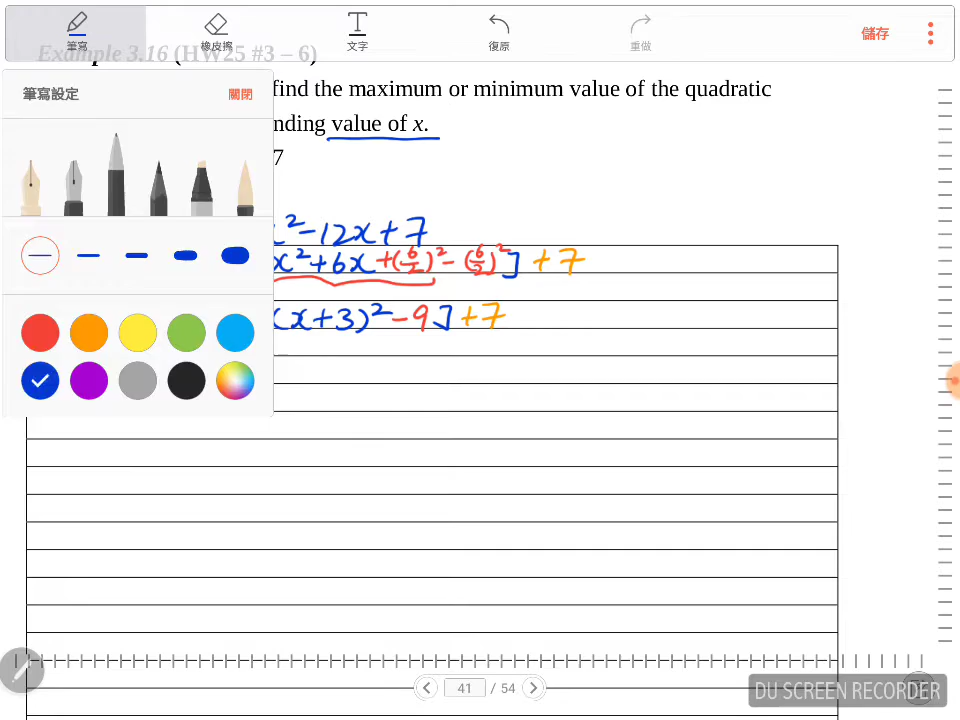 筆寫 橡皮擦 文字 復原 重做 儲存
Example 3.16 (HW25 #3 – 6)
筆寫設定 關閉
find the maximum or minimum value of the quadratic
nding value of x.
7
x²-12x+7
x²+6x+(6/2)²-(6/2)²]+7
(x+3)²-9]+7
41 / 54
DU SCREEN RECORDER